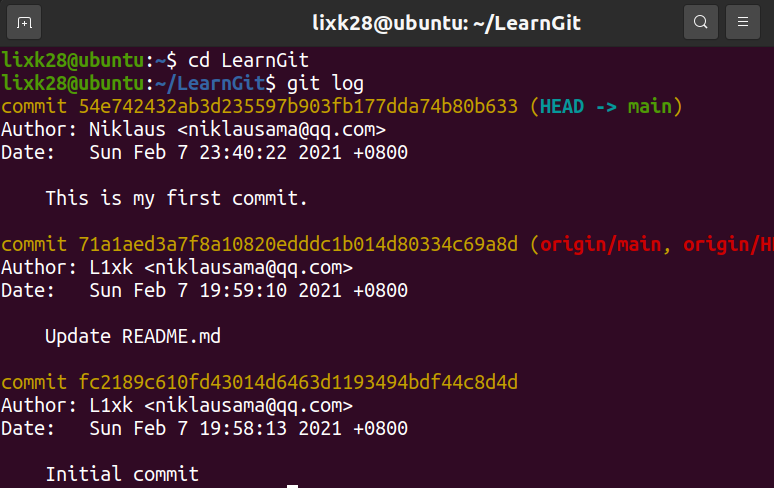 lixk28@ubuntu: ~/LearnGit
lixk28@ubuntu:~$ cd LearnGit
lixk28@ubuntu:~/LearnGit$ git log
commit 54e742432ab3d235597b903fb177dda74b80b633 (HEAD -> main)
Author: Niklaus <niklausama@qq.com>
Date:   Sun Feb 7 23:40:22 2021 +0800
    This is my first commit.
commit 71a1aed3a7f8a10820edddc1b014d80334c69a8d (origin/main, origin/H
Author: L1xk <niklausama@qq.com>
Date:   Sun Feb 7 19:59:10 2021 +0800
    Update README.md
commit fc2189c610fd43014d6463d1193494bdf44c8d4d
Author: L1xk <niklausama@qq.com>
Date:   Sun Feb 7 19:58:13 2021 +0800
    Initial commit